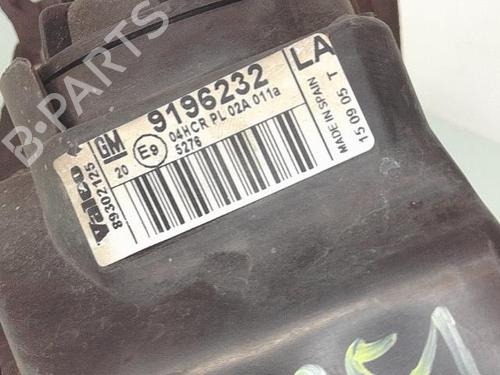 B-PARTS
Valeo
89302125
GM
20
9196232
E9
04HCR PL 02A 011a
5276
LA
MADE IN SPAIN
15 09 05 T